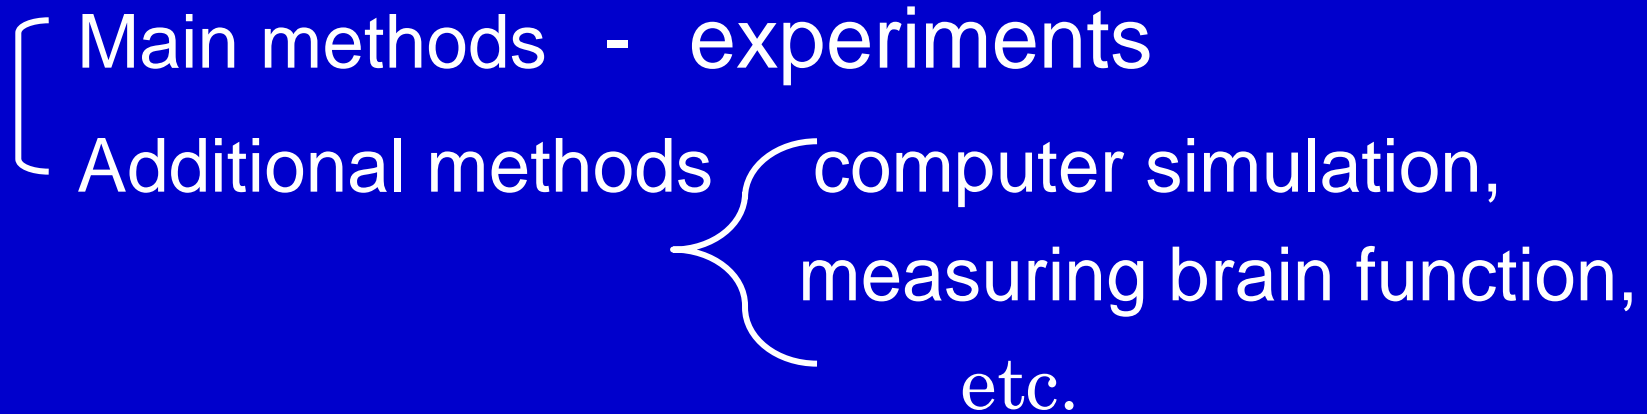 Main methods - experiments
Additional methods computer simulation,
measuring brain function,
etc.